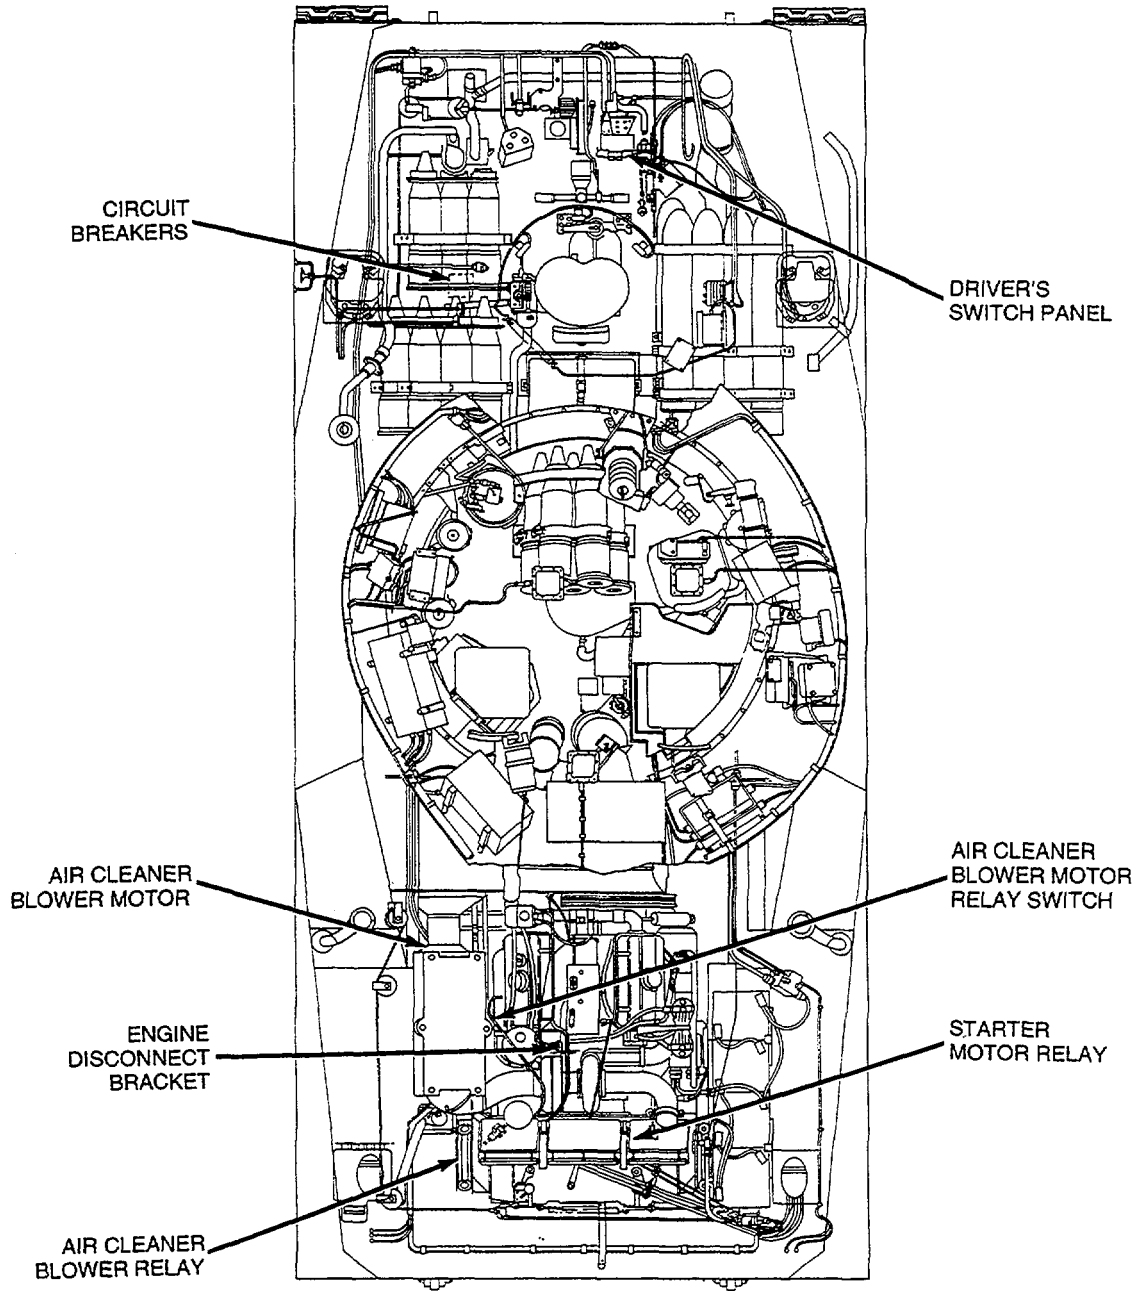 CIRCUIT
BREAKERS
DRIVER'S
SWITCH PANEL
AIR CLEANER
BLOWER MOTOR
AIR CLEANER
BLOWER MOTOR
RELAY SWITCH
ENGINE
DISCONNECT
BRACKET
STARTER
MOTOR RELAY
AIR CLEANER
BLOWER RELAY